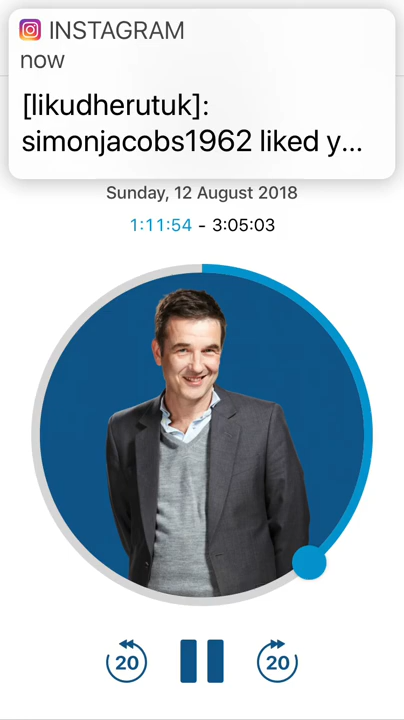 INSTAGRAM
now
[likudherutuk]:
simonjacobs1962 liked y...
Sunday, 12 August 2018
1:11:54 - 3:05:03
20 20